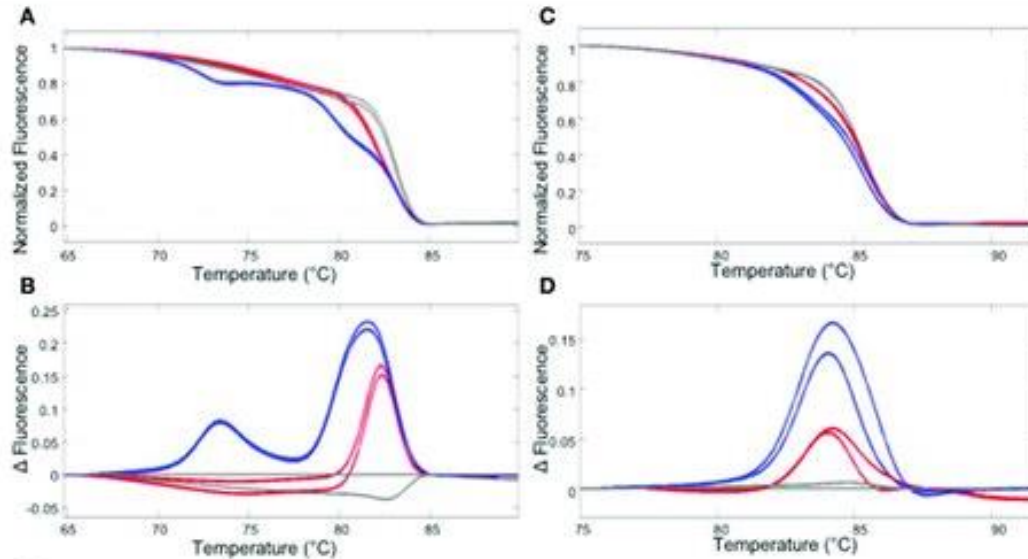 A
Normalized Fluorescence
1
0.8
0.6
0.4
0.2
0
65 70 75 80 85
Temperature (°C)
B
Δ Fluorescence
0.25
0.2
0.15
0.1
0.05
0
-0.05
65 70 75 80 85
Temperature (°C)
C
Normalized Fluorescence
1
0.8
0.6
0.4
0.2
0
75 80 85 90
Temperature (°C)
D
Δ Fluorescence
0.15
0.1
0.05
0
75 80 85 90
Temperature (°C)